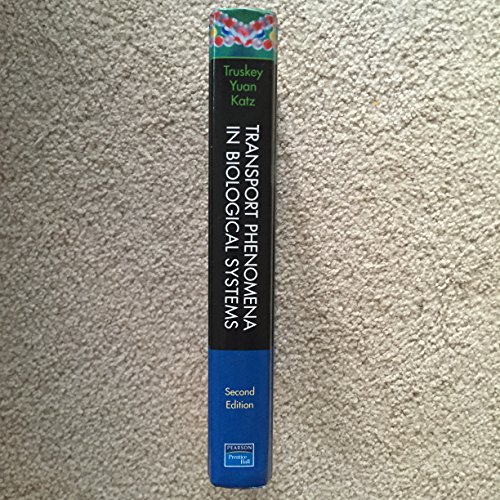 Truskey
Yuan
Katz
TRANSPORT PHENOMENA
IN BIOLOGICAL SYSTEMS
Second
Edition
PEARSON
Prentice
Hall